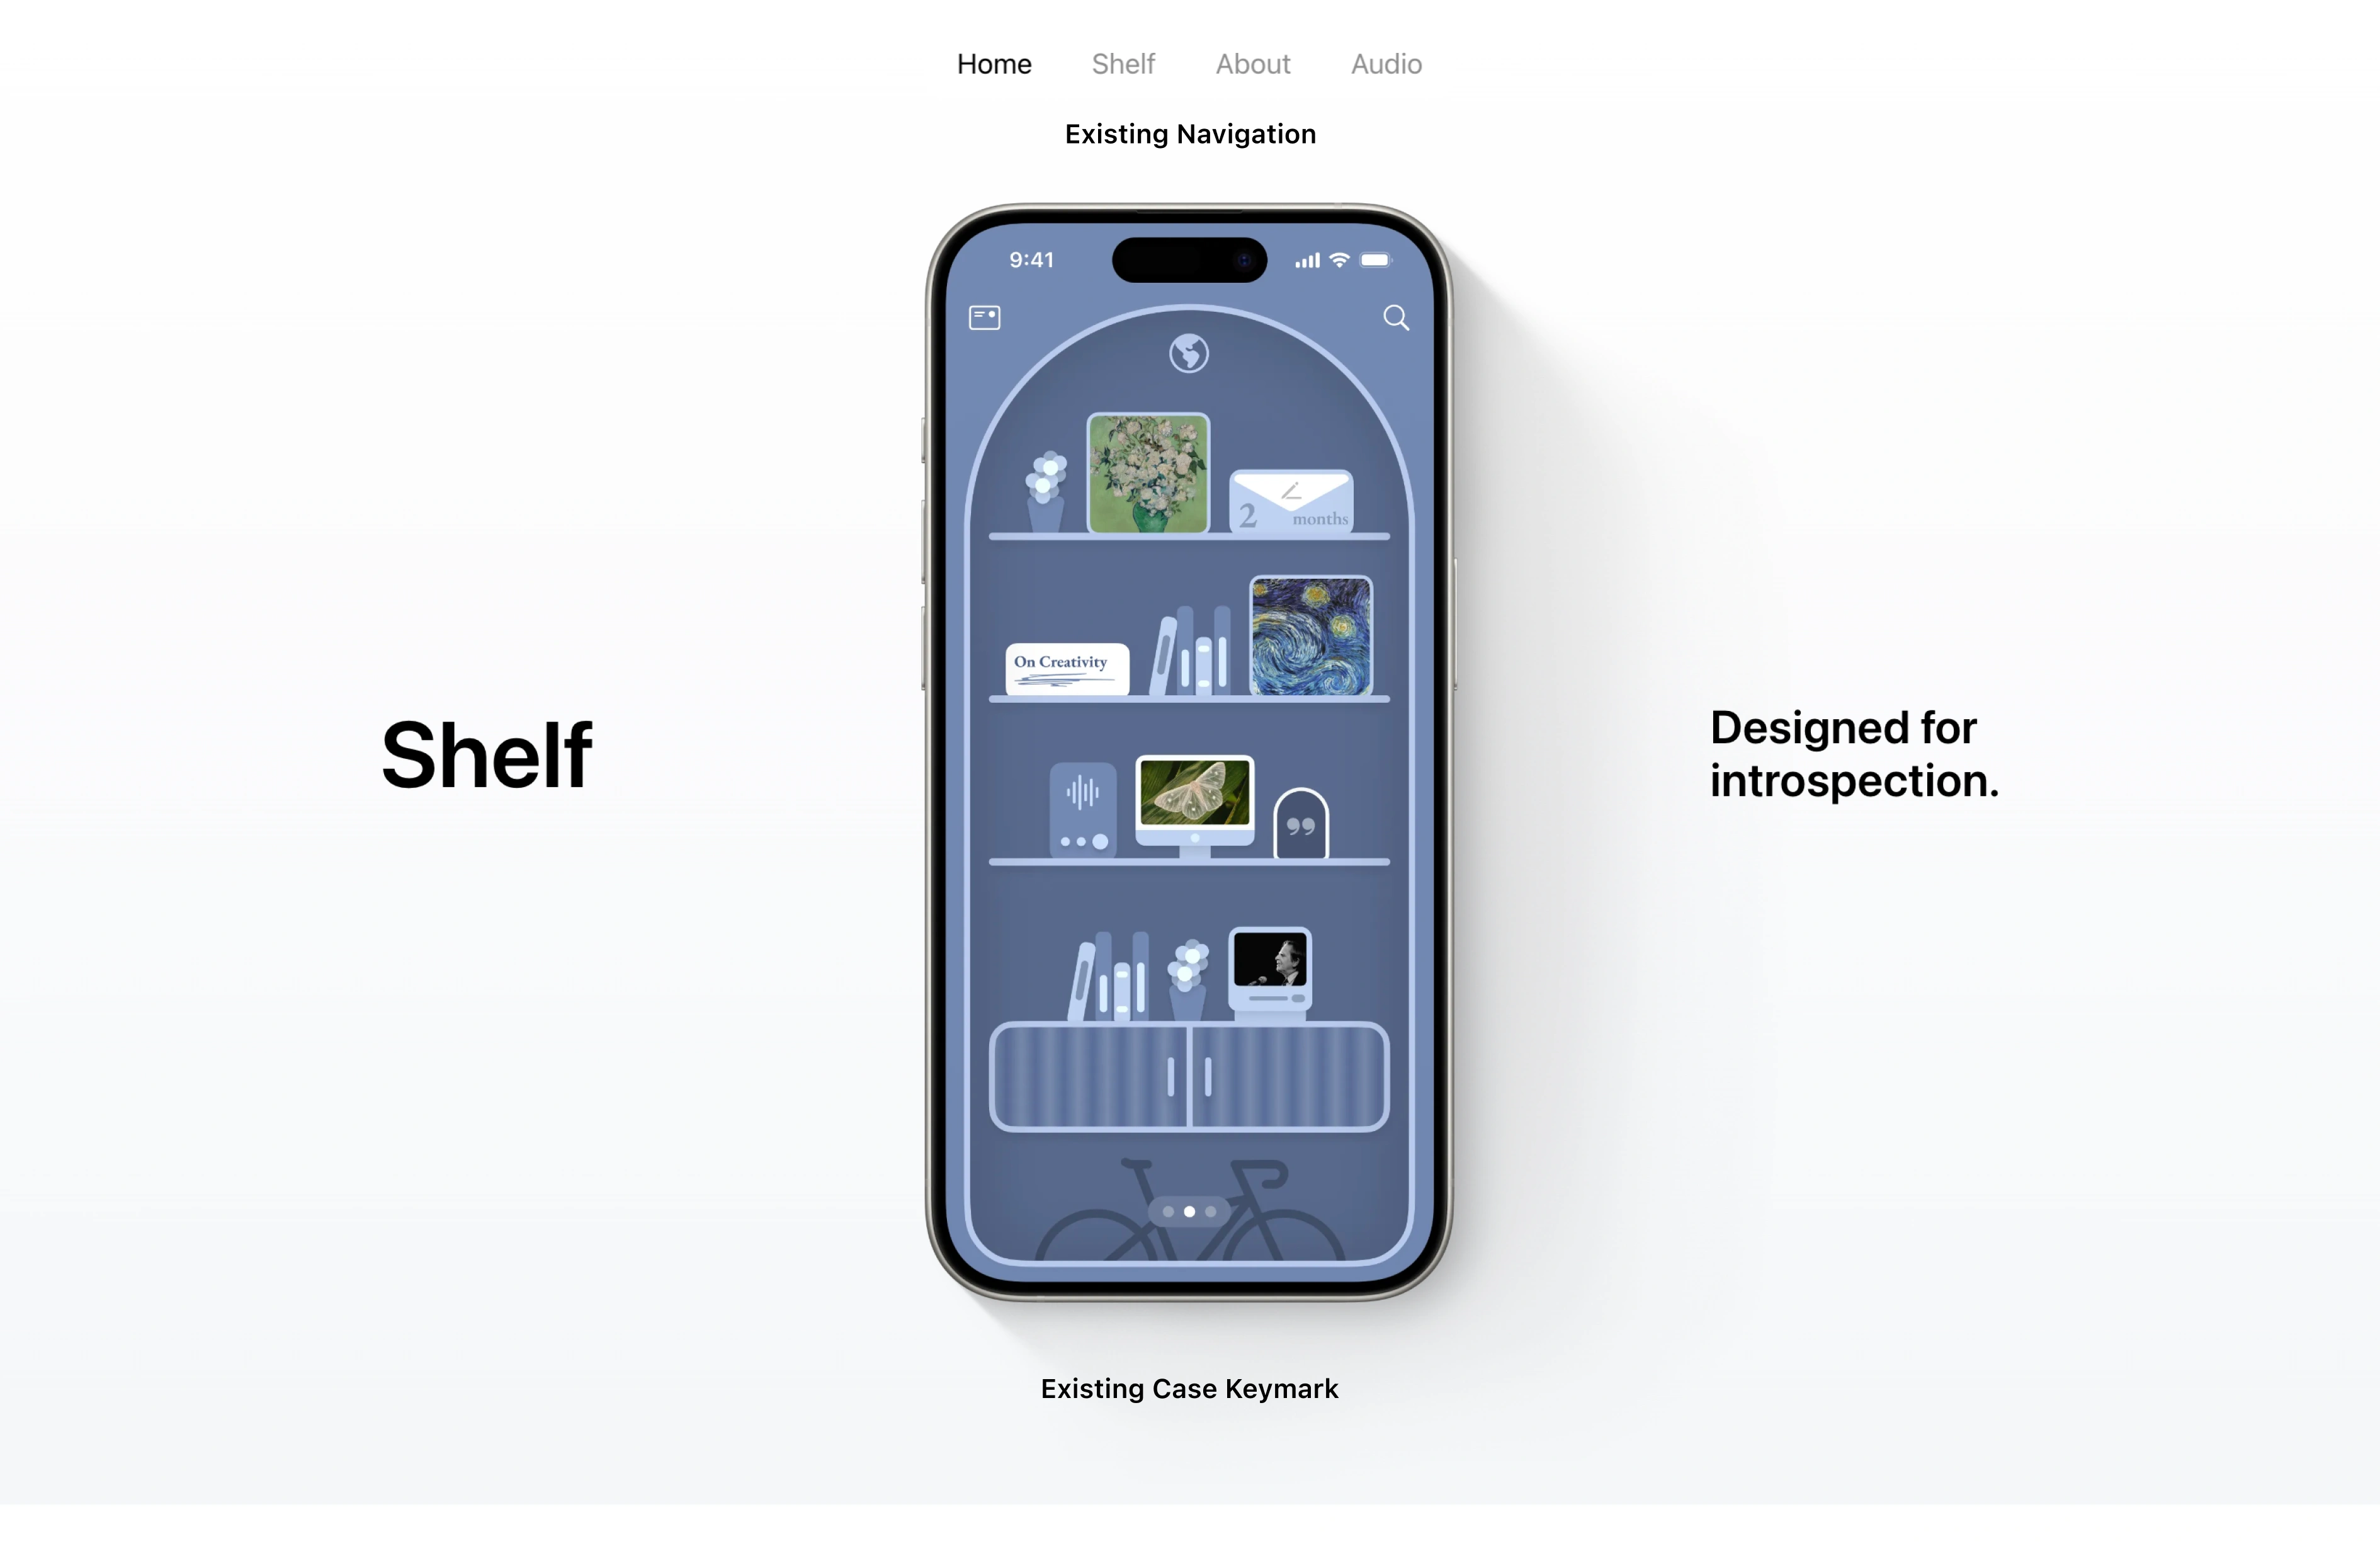 Home Shelf About Audio
Existing Navigation
9:41
2 months
On Creativity
Shelf
Designed for
introspection.
Existing Case Keymark